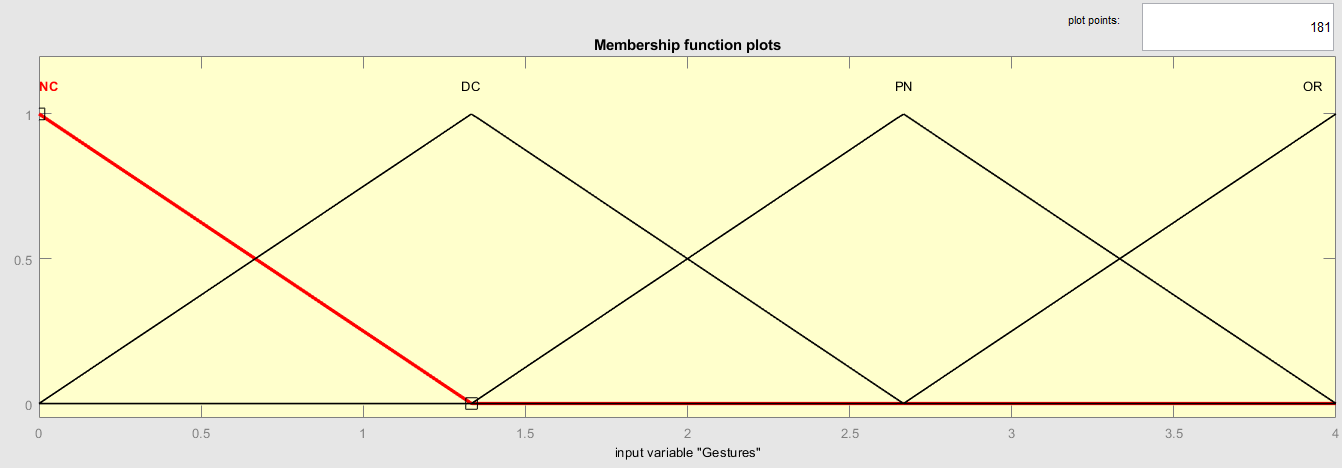 plot points: 181
Membership function plots
NC DC PN OR
1
0.5
0
0 0.5 1 1.5 2 2.5 3 3.5 4
input variable "Gestures"